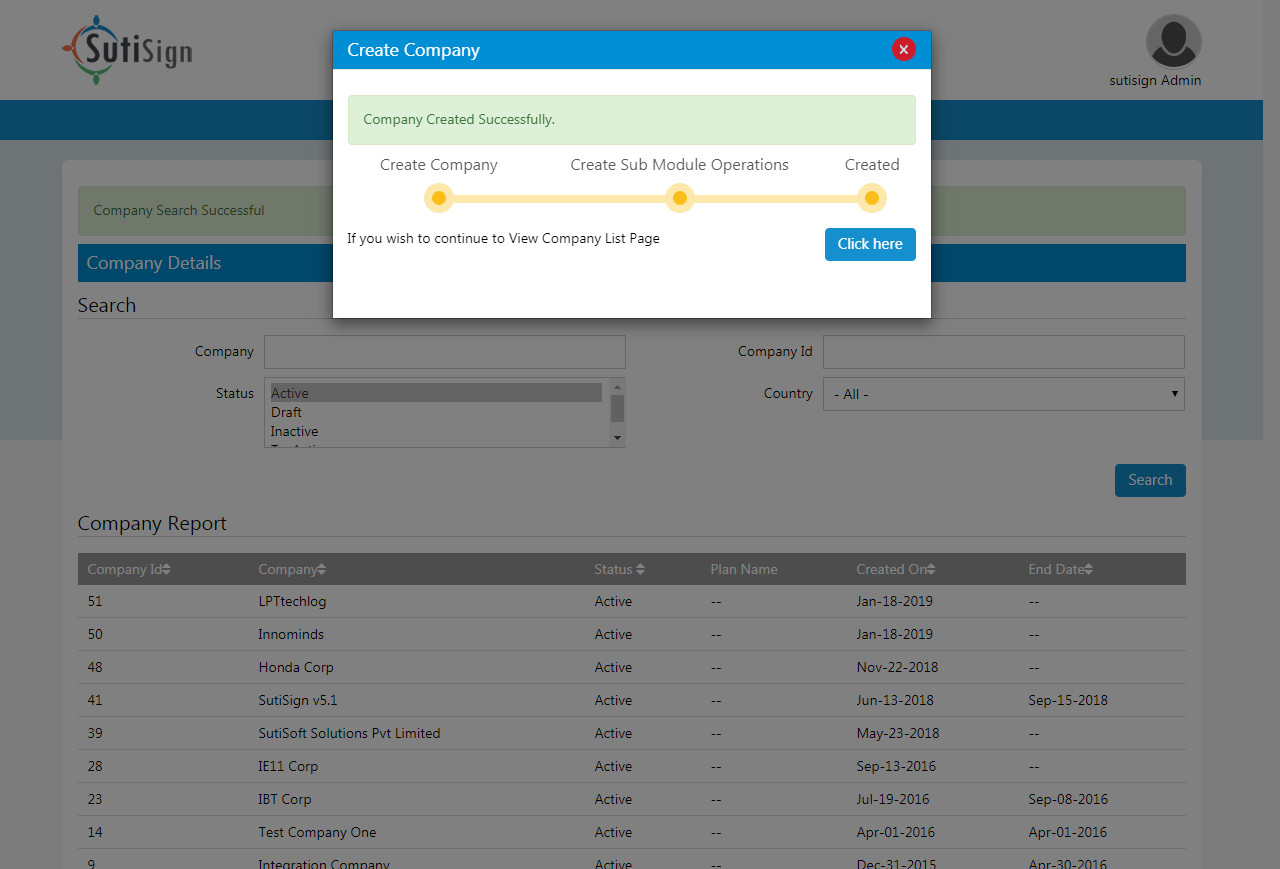 SutiSign
sutisign Admin
Create Company
Company Created Successfully.
Create Company Create Sub Module Operations Created
If you wish to continue to View Company List Page Click here
Company Search Successful
Company Details
Search
Company Company Id
Status Active Country - All -
Draft
Inactive
Search
Company Report
Company Id Company Status Plan Name Created On End Date
51 LPTtechlog Active -- Jan-18-2019 --
50 Innominds Active -- Jan-18-2019 --
48 Honda Corp Active -- Nov-22-2018 --
41 SutiSign v5.1 Active -- Jun-13-2018 Sep-15-2018
39 SutiSoft Solutions Pvt Limited Active -- May-23-2018 --
28 IE11 Corp Active -- Sep-13-2016 --
23 IBT Corp Active -- Jul-19-2016 Sep-08-2016
14 Test Company One Active -- Apr-01-2016 Apr-01-2016
9 Integration Company Active -- Dec-31-2015 Apr-30-2016